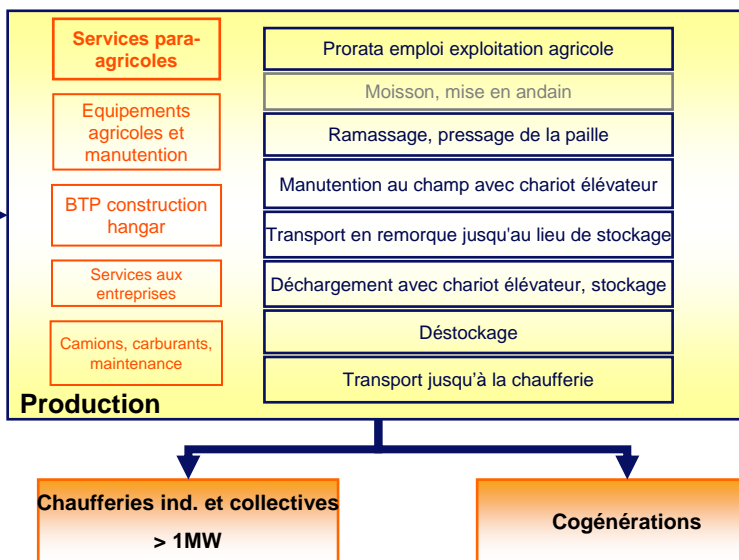 Services para-
agricoles
Equipements
agricoles et
manutention
BTP construction
hangar
Services aux
entreprises
Camions, carburants,
maintenance
Prorata emploi exploitation agricole
Moisson, mise en andain
Ramassage, pressage de la paille
Manutention au champ avec chariot élévateur
Transport en remorque jusqu'au lieu de stockage
Déchargement avec chariot élévateur, stockage
Déstockage
Transport jusqu’à la chaufferie
Production
Chaufferies ind. et collectives
> 1MW
Cogénérations